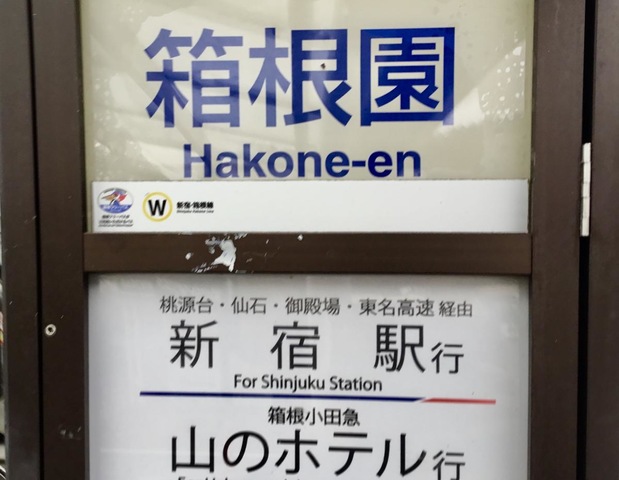 箱根園
Hakone-en
W 新宿・箱根線
桃源台・仙石・御殿場・東名高速 経由
新宿駅行
For Shinjuku Station
箱根小田急
山のホテル行